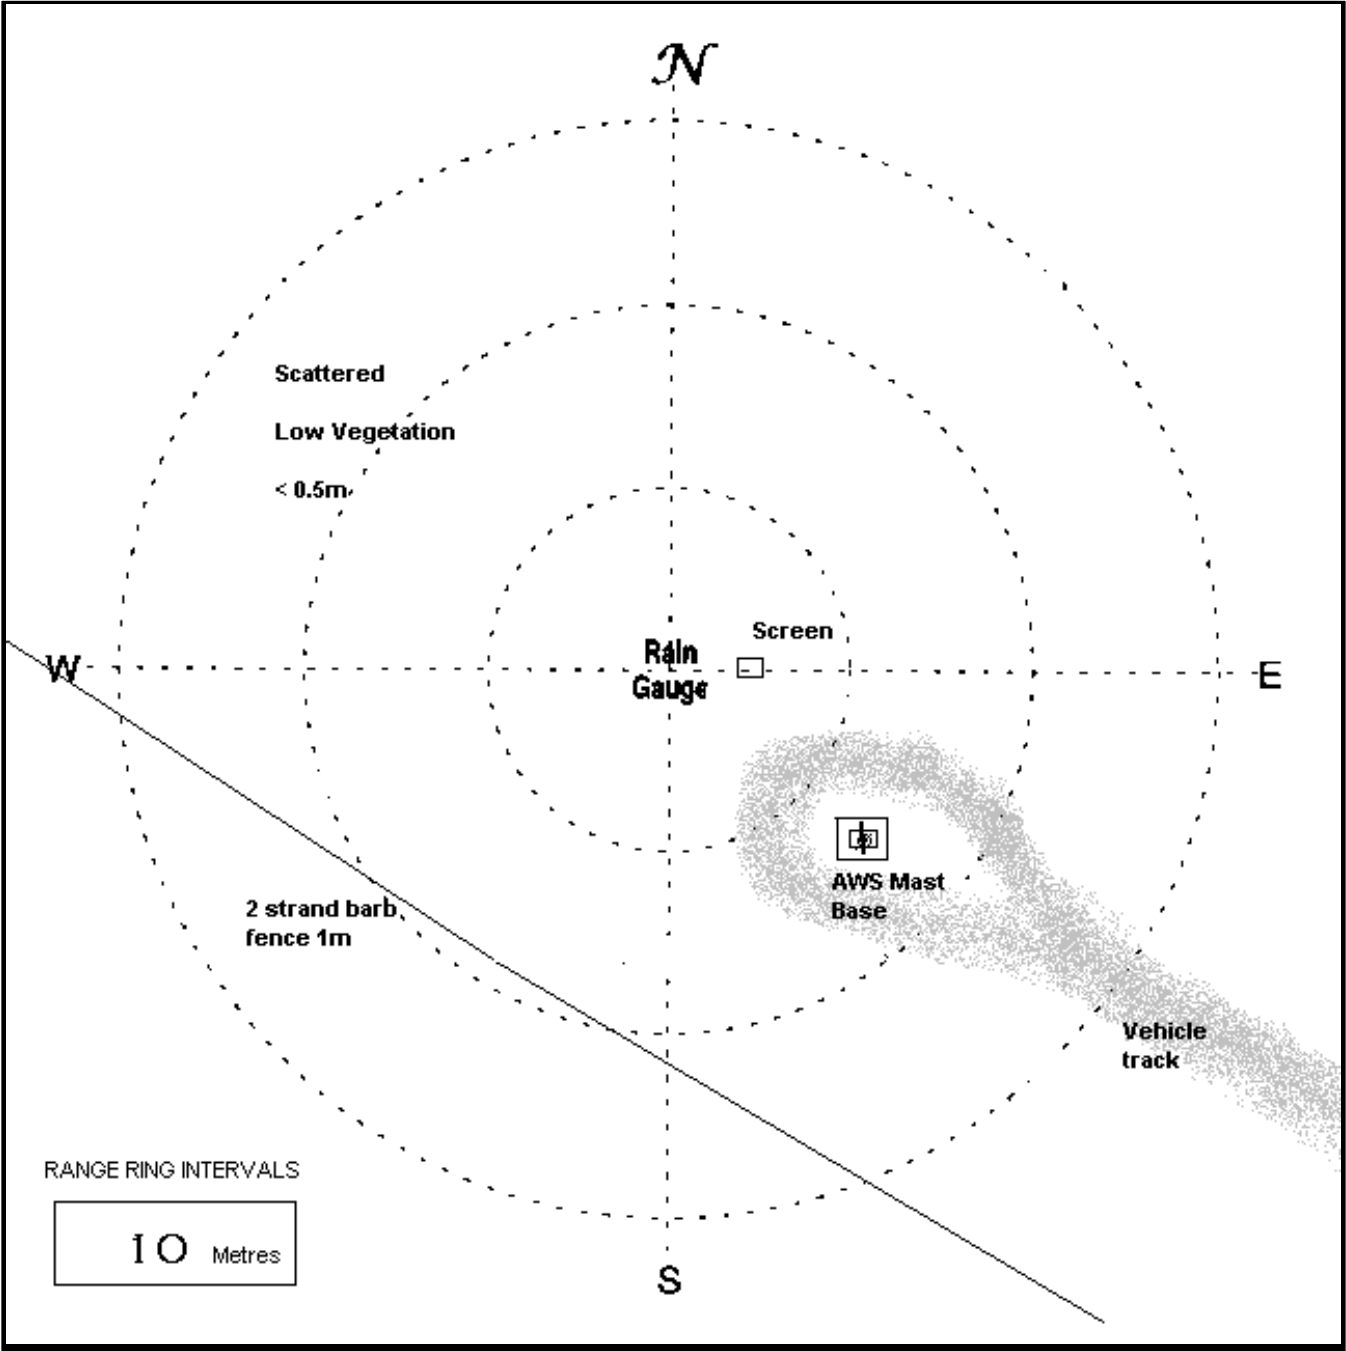 N
Scattered
Low Vegetation
< 0.5m
Screen
Rain
Gauge
W
E
AWS Mast
Base
2 strand barb
fence 1m
Vehicle
track
RANGE RING INTERVALS
10 Metres
S